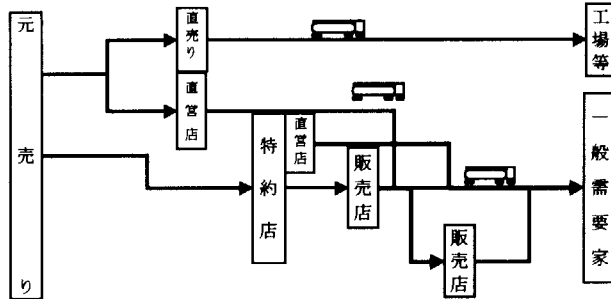 元売り
直売り
直営店
特約店
直営店
販売店
販売店
工場等
一般需要家